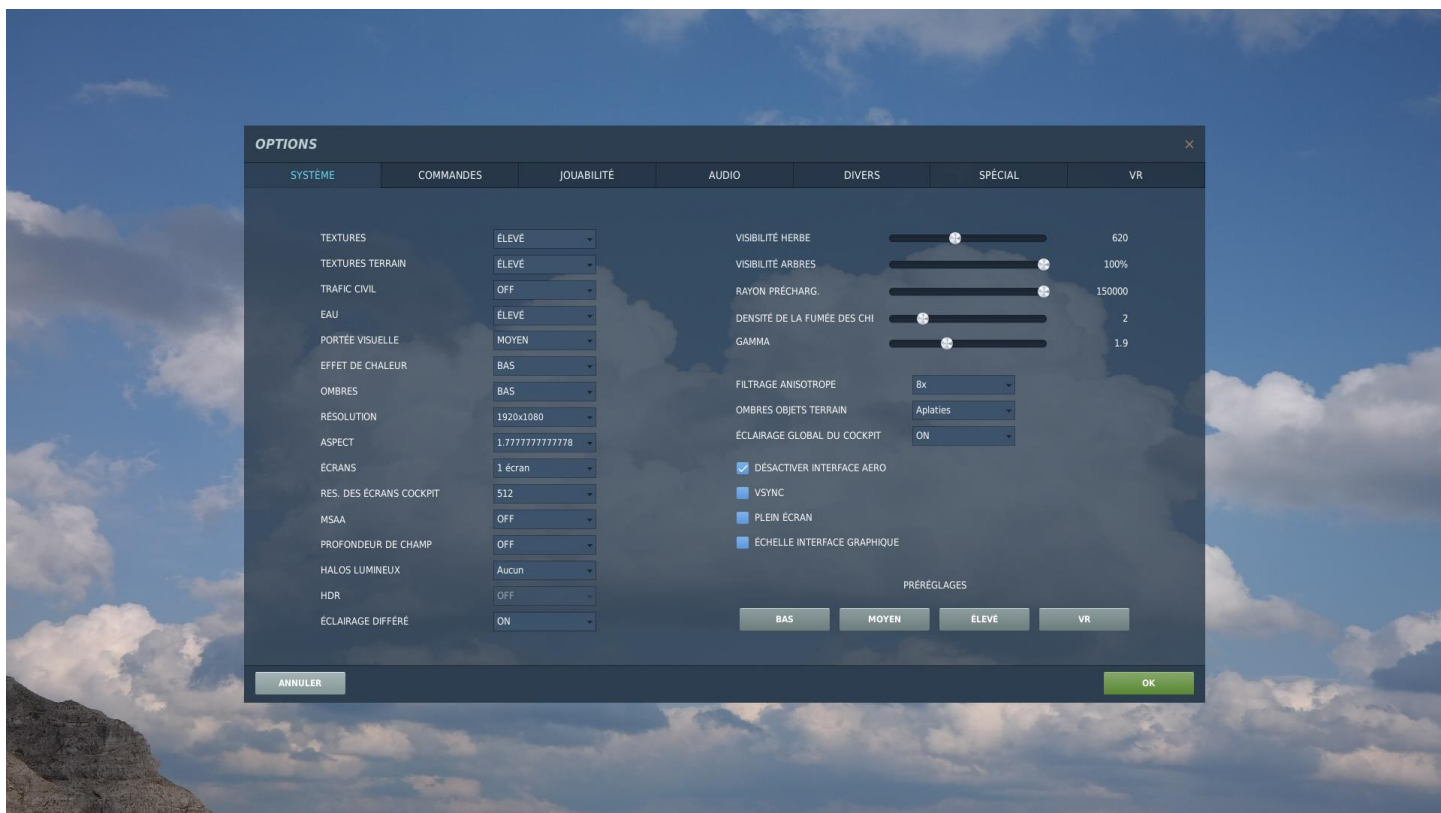 OPTIONS ×
SYSTÈME COMMANDES JOUABILITÉ AUDIO DIVERS SPÉCIAL VR
TEXTURES ÉLEVÉ
TEXTURES TERRAIN ÉLEVÉ
TRAFIC CIVIL OFF
EAU ÉLEVÉ
PORTÉE VISUELLE MOYEN
EFFET DE CHALEUR BAS
OMBRES BAS
RÉSOLUTION 1920x1080
ASPECT 1.7777777777778
ÉCRANS 1 écran
RES. DES ÉCRANS COCKPIT 512
MSAA OFF
PROFONDEUR DE CHAMP OFF
HALOS LUMINEUX Aucun
HDR OFF
ÉCLAIRAGE DIFFÉRÉ ON
VISIBILITÉ HERBE 620
VISIBILITÉ ARBRES 100%
RAYON PRÉCHARG. 150000
DENSITÉ DE LA FUMÉE DES CHI 2
GAMMA 1.9
FILTRAGE ANISOTROPE 8x
OMBRES OBJETS TERRAIN Aplaties
ÉCLAIRAGE GLOBAL DU COCKPIT ON
DÉSACTIVER INTERFACE AERO
VSYNC
PLEIN ÉCRAN
ÉCHELLE INTERFACE GRAPHIQUE
PRÉRÉGLAGES
BAS MOYEN ÉLEVÉ VR
ANNULER OK